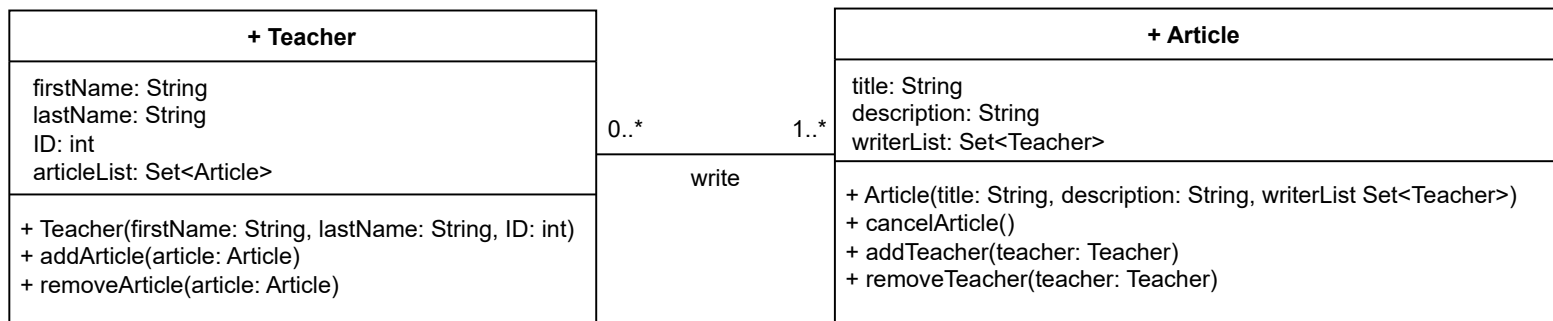 + Teacher
firstName: String
lastName: String
ID: int
articleList: Set<Article>
+ Teacher(firstName: String, lastName: String, ID: int)
+ addArticle(article: Article)
+ removeArticle(article: Article)
0..*
1..*
write
+ Article
title: String
description: String
writerList: Set<Teacher>
+ Article(title: String, description: String, writerList Set<Teacher>)
+ cancelArticle()
+ addTeacher(teacher: Teacher)
+ removeTeacher(teacher: Teacher)